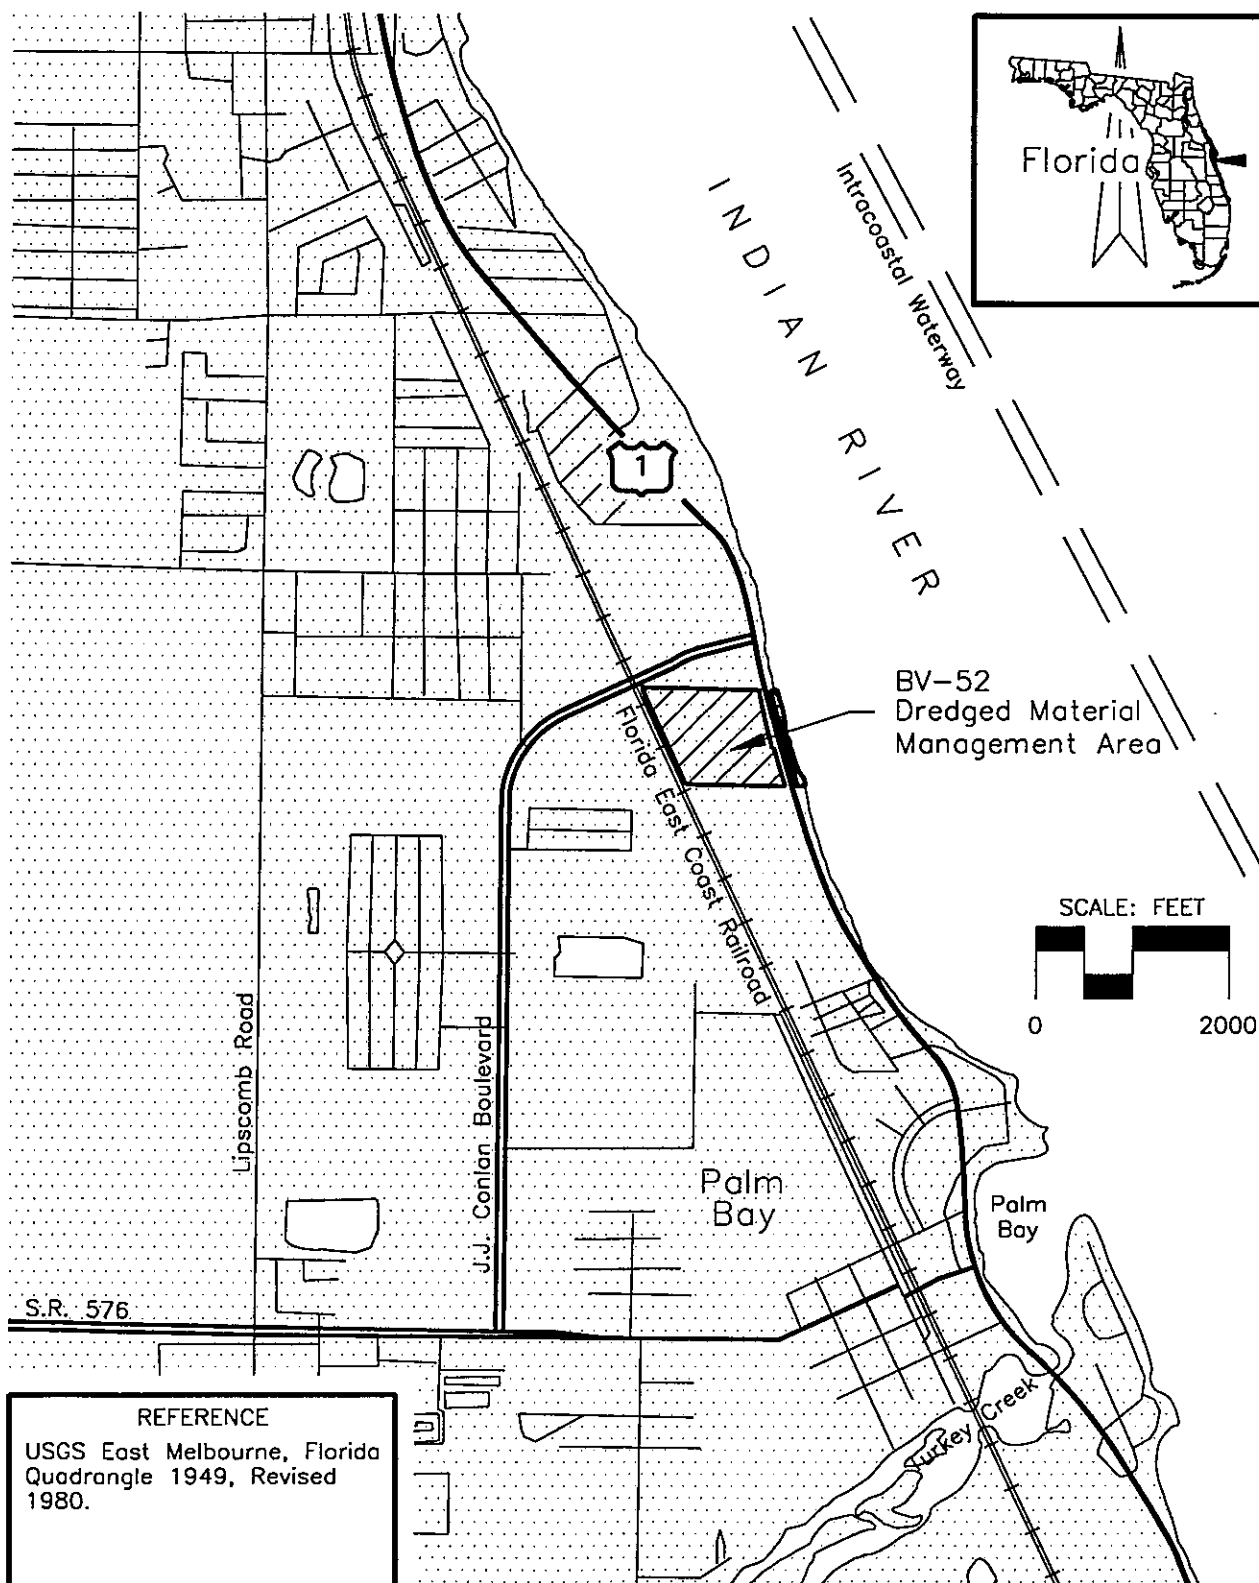 Florida
INDIAN RIVER
Intracoastal Waterway
1
BV-52
Dredged Material
Management Area
Florida East Coast Railroad
SCALE: FEET
0 2000
Lipscomb Road
J.J. Conlan Boulevard
Palm
Bay
Palm
Bay
S.R. 576
Turkey Creek
REFERENCE
USGS East Melbourne, Florida
Quadrangle 1949, Revised
1980.